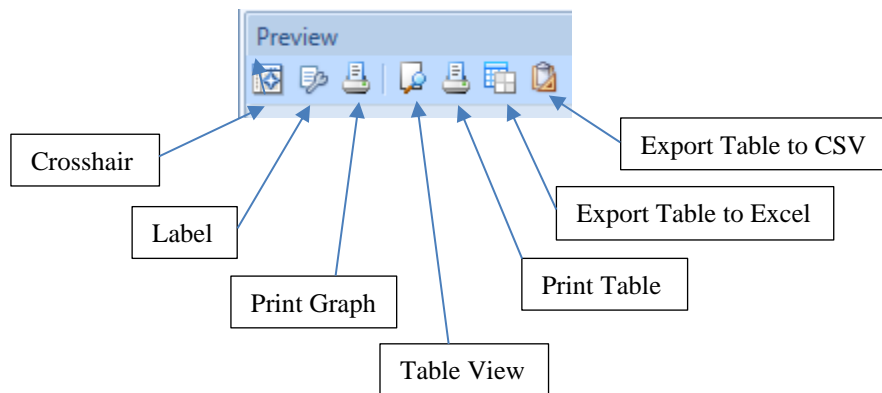 Preview
Crosshair
Export Table to CSV
Label
Export Table to Excel
Print Graph
Print Table
Table View